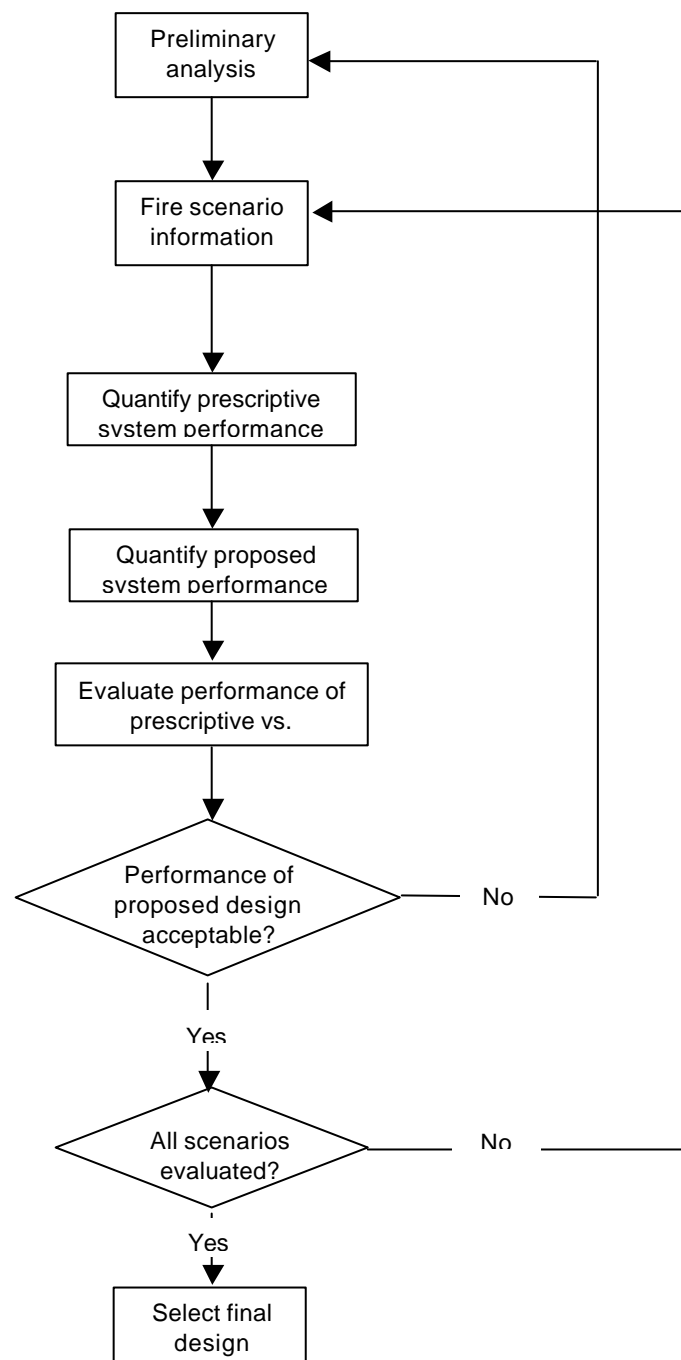 Preliminary
analysis
Fire scenario
information
Quantify prescriptive
system performance
Quantify proposed
system performance
Evaluate performance of
prescriptive vs.
Performance of
proposed design
acceptable?
No
Yes
All scenarios
evaluated?
No
Yes
Select final
design